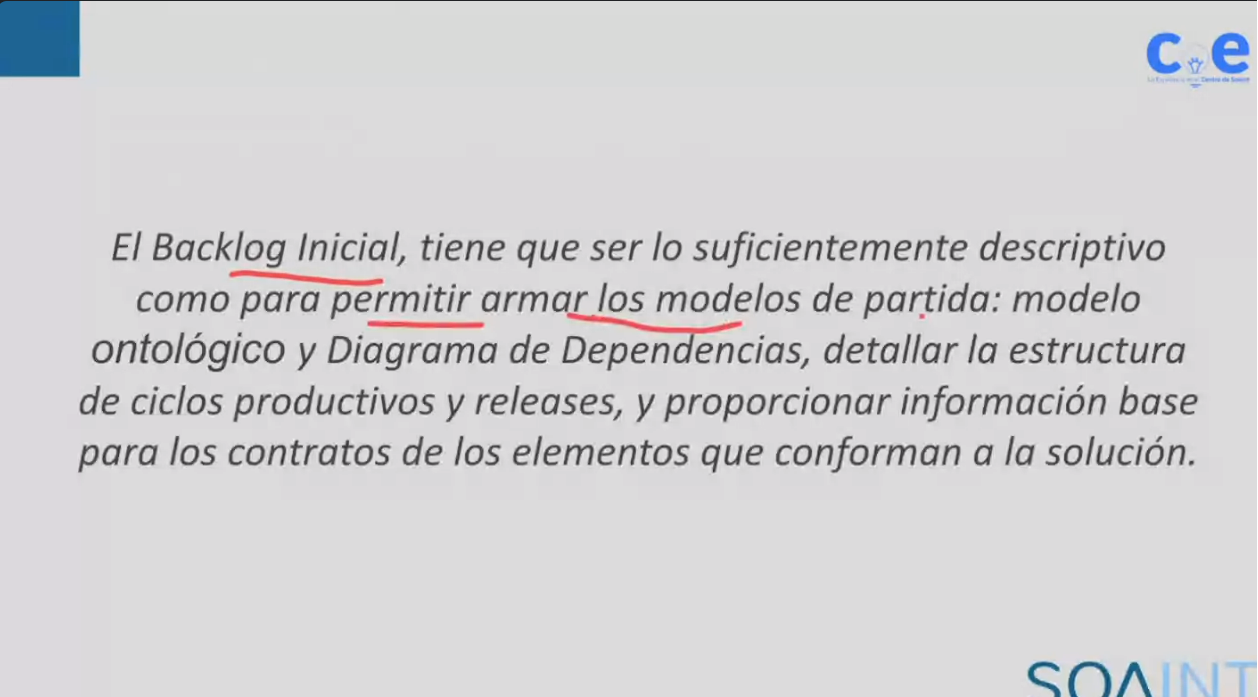 c e
El Backlog Inicial, tiene que ser lo suficientemente descriptivo
como para permitir armar los modelos de partida: modelo
ontológico y Diagrama de Dependencias, detallar la estructura
de ciclos productivos y releases, y proporcionar información base
para los contratos de los elementos que conforman a la solución.
SOAINT